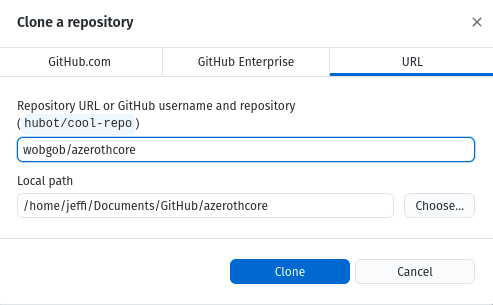 Clone a repository
GitHub.com
GitHub Enterprise
URL
Repository URL or GitHub username and repository
( hubot/cool-repo )
wobgob/azerothcore
Local path
/home/jeffi/Documents/GitHub/azerothcore
Choose...
Clone
Cancel